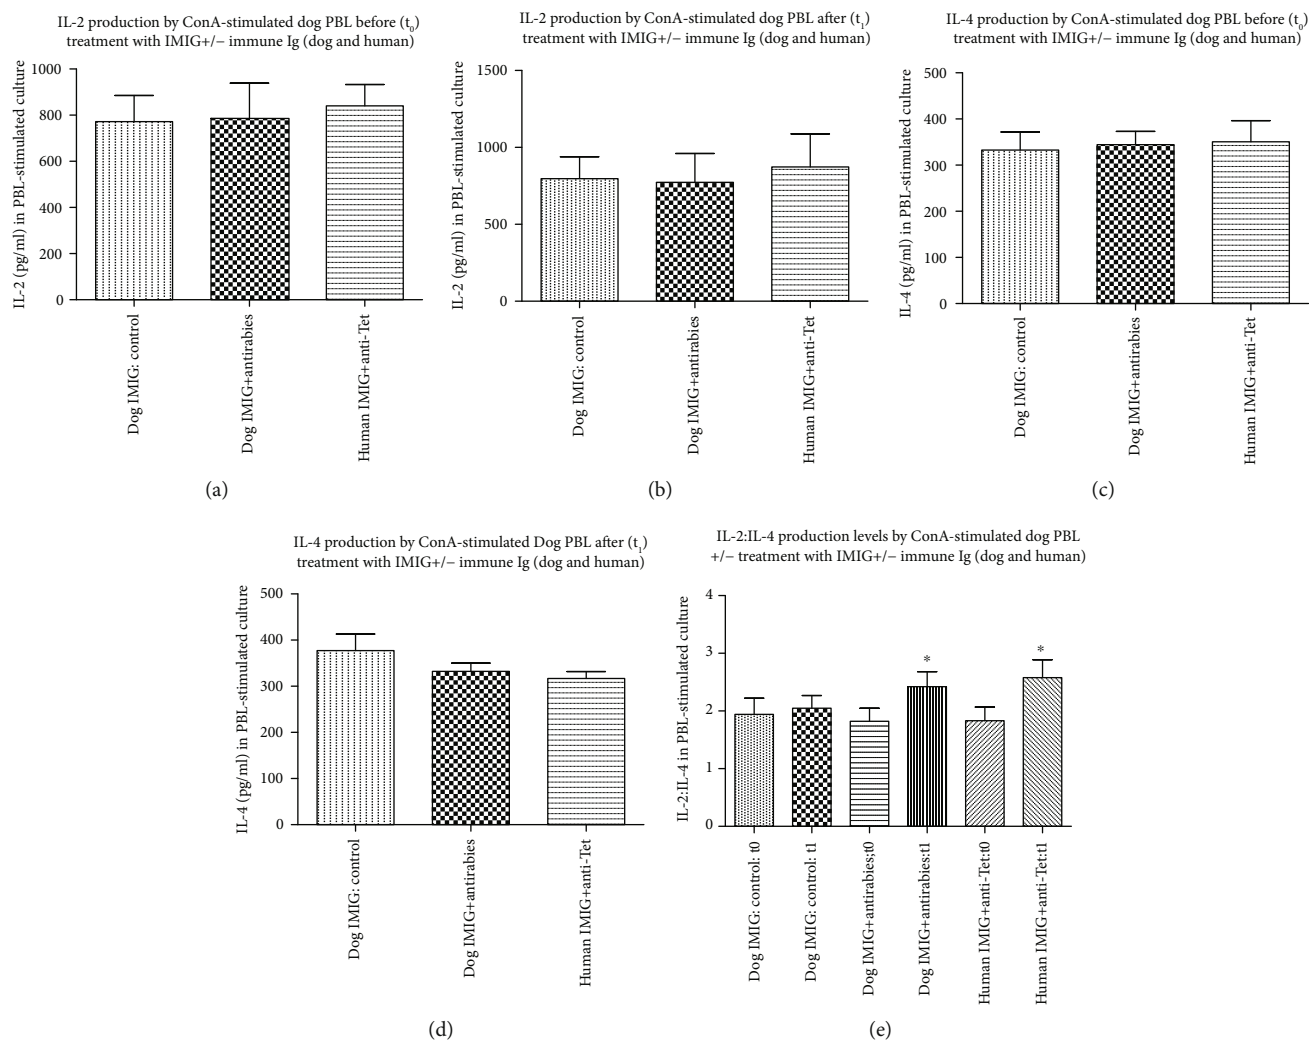 IL-2 production by ConA-stimulated dog PBL before (t0)
treatment with IMIG+/− immune Ig (dog and human)
1000
800
600
400
200
0
IL-2 (pg/ml) in PBL-stimulated culture
Dog IMIG: control
Dog IMIG+antirabies
Human IMIG+anti-Tet
(a)
IL-2 production by ConA-stimulated dog PBL after (t1)
treatment with IMIG+/− immune Ig (dog and human)
1500
1000
500
0
IL-2 (pg/ml) in PBL-stimulated culture
Dog IMIG: control
Dog IMIG+antirabies
Human IMIG+anti-Tet
(b)
IL-4 production by ConA-stimulated dog PBL before (t0)
treatment with IMIG+/− immune Ig (dog and human)
500
400
300
200
100
0
IL-4 (pg/ml) in PBL-stimulated culture
Dog IMIG: control
Dog IMIG+antirabies
Human IMIG+anti-Tet
(c)
IL-4 production by ConA-stimulated Dog PBL after (t1)
treatment with IMIG+/− immune Ig (dog and human)
500
400
300
200
100
0
IL-4 (pg/ml) in PBL-stimulated culture
Dog IMIG: control
Dog IMIG+antirabies
Human IMIG+anti-Tet
(d)
IL-2:IL-4 production levels by ConA-stimulated dog PBL
+/− treatment with IMIG+/− immune Ig (dog and human)
4
3
2
1
0
IL-2:IL-4 in PBL-stimulated culture
*
*
Dog IMIG: control: t0
Dog IMIG: control: t1
Dog IMIG+antirabies;t0
Dog IMIG+antirabies:t1
Human IMIG+anti-Tet:t0
Human IMIG+anti-Tet:t1
(e)